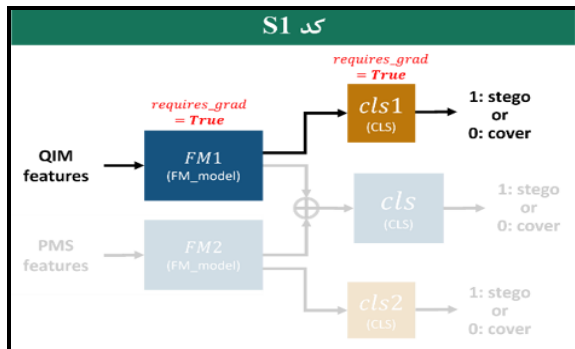 کد S1
requires_grad
= True
requires_grad
= True
cls1
(CLS)
1: stego
or
0: cover
QIM
features
FM1
(FM_model)
cls
(CLS)
1: stego
or
0: cover
PMS
features
FM2
(FM_model)
cls2
(CLS)
1: stego
or
0: cover